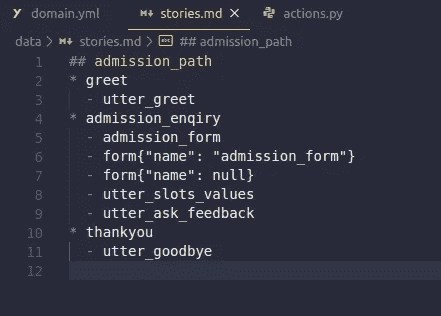 domain.yml stories.md × actions.py
data > stories.md > abc ## admission_path
1 ## admission_path
2 * greet
3 - utter_greet
4 * admission_enqiry
5 - admission_form
6 - form{"name": "admission_form"}
7 - form{"name": null}
8 - utter_slots_values
9 - utter_ask_feedback
10 * thankyou
11 - utter_goodbye
12